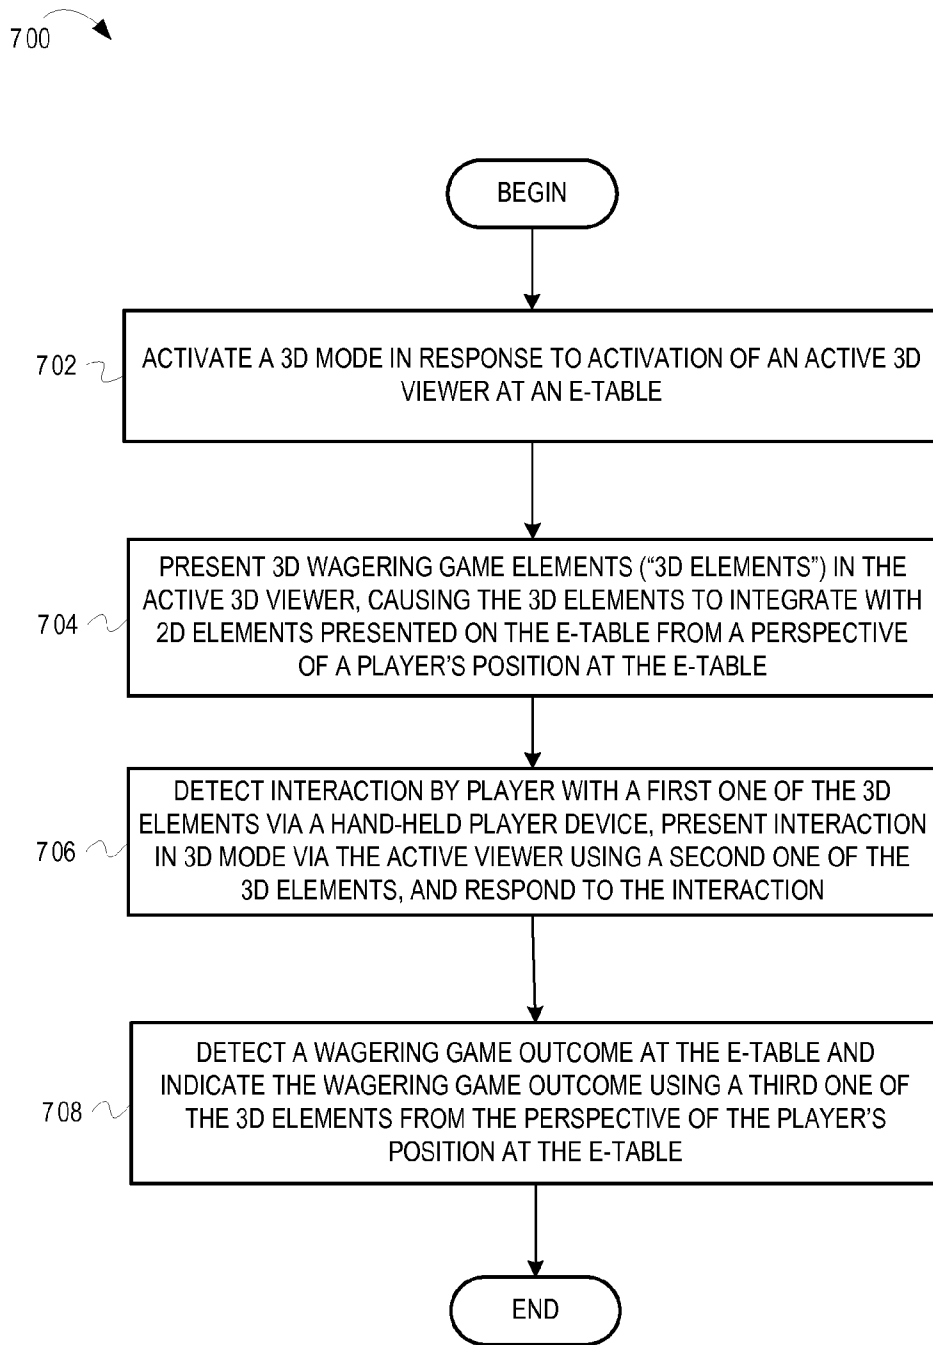 700
BEGIN
702
ACTIVATE A 3D MODE IN RESPONSE TO ACTIVATION OF AN ACTIVE 3D
VIEWER AT AN E-TABLE
704
PRESENT 3D WAGERING GAME ELEMENTS (“3D ELEMENTS”) IN THE
ACTIVE 3D VIEWER, CAUSING THE 3D ELEMENTS TO INTEGRATE WITH
2D ELEMENTS PRESENTED ON THE E-TABLE FROM A PERSPECTIVE
OF A PLAYER’S POSITION AT THE E-TABLE
706
DETECT INTERACTION BY PLAYER WITH A FIRST ONE OF THE 3D
ELEMENTS VIA A HAND-HELD PLAYER DEVICE, PRESENT INTERACTION
IN 3D MODE VIA THE ACTIVE VIEWER USING A SECOND ONE OF THE
3D ELEMENTS, AND RESPOND TO THE INTERACTION
708
DETECT A WAGERING GAME OUTCOME AT THE E-TABLE AND
INDICATE THE WAGERING GAME OUTCOME USING A THIRD ONE OF
THE 3D ELEMENTS FROM THE PERSPECTIVE OF THE PLAYER’S
POSITION AT THE E-TABLE
END